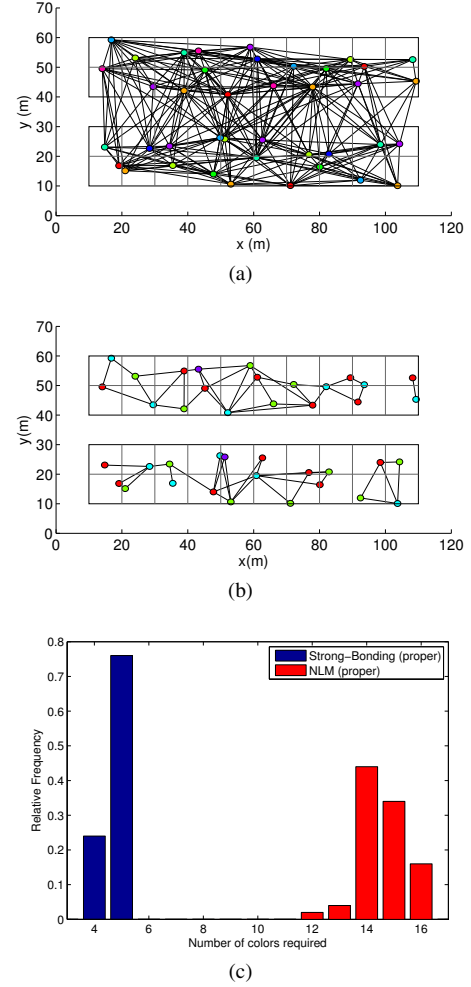 70
60
50
40
30
20
10
0
y (m)
0 20 40 60 80 100 120
x (m)
(a)
70
60
50
40
30
20
10
0
y(m)
0 20 40 60 80 100 120
x(m)
(b)
0.8
0.7
0.6
0.5
0.4
0.3
0.2
0.1
0
Relative Frequency
Strong−Bonding (proper)
NLM (proper)
4 6 8 10 12 14 16
Number of colors required
(c)